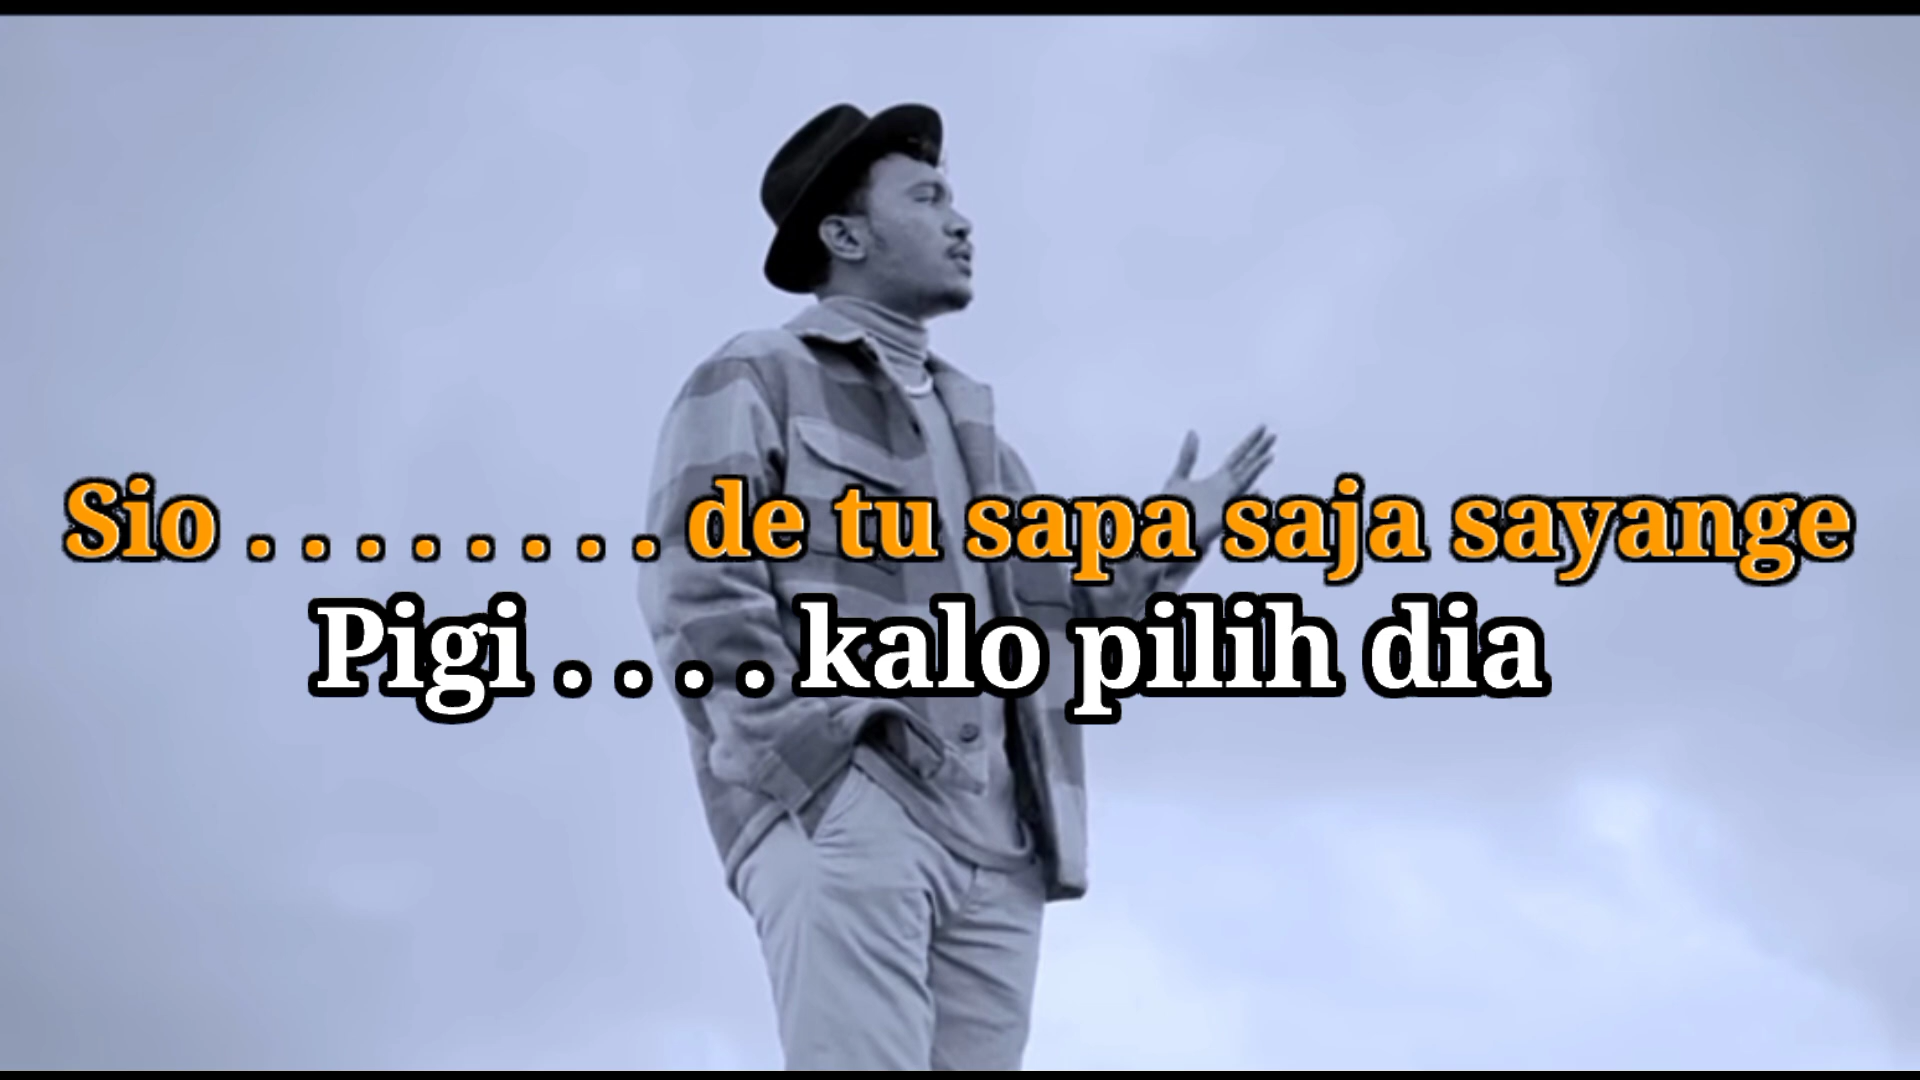 Sio . . . . . . . . de tu sapa saja sayange
Pigi . . . . kalo pilih dia